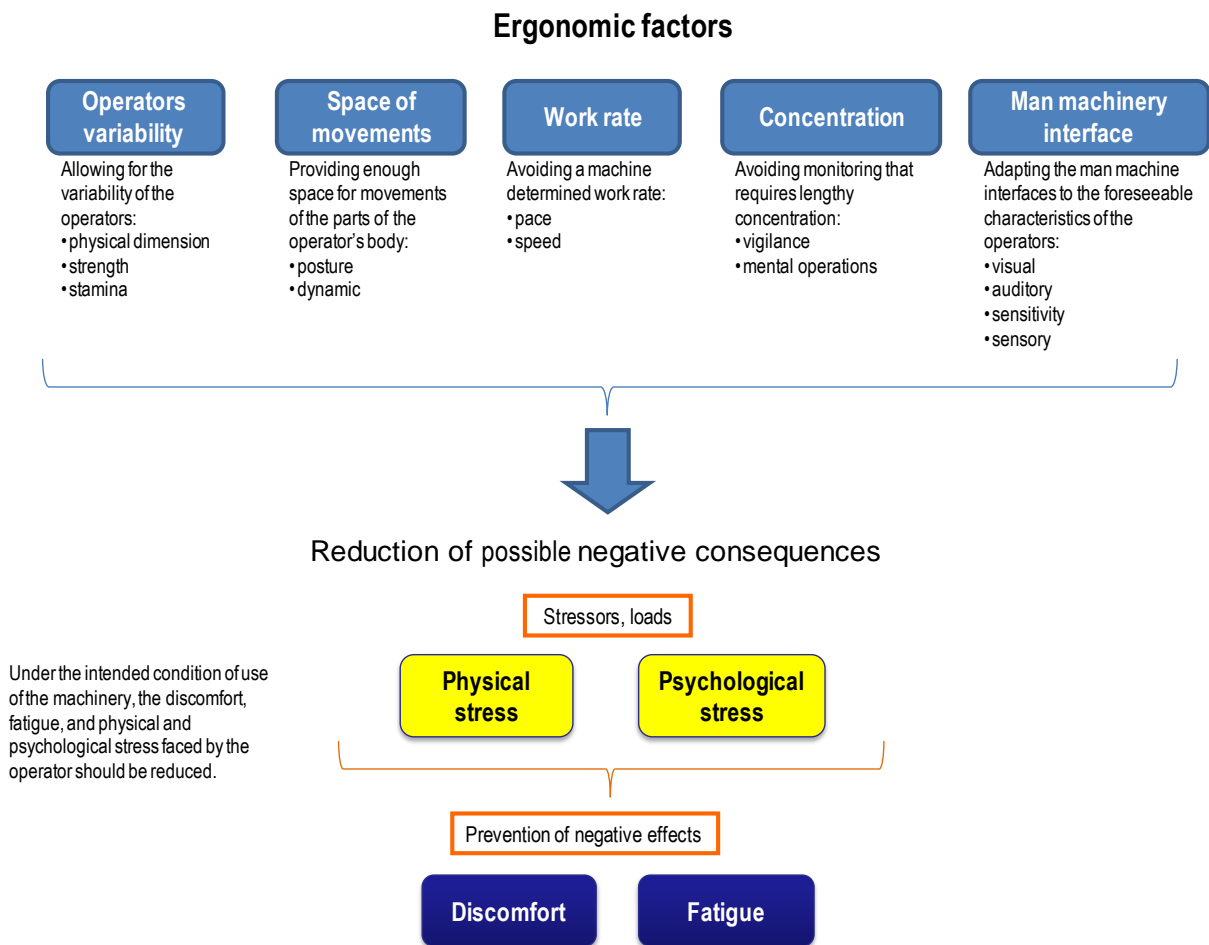 Ergonomic factors
Operators
variability
Allowing for the
variability of the
operators:
• physical dimension
• strength
• stamina
Space of
movements
Providing enough
space for movements
of the parts of the
operator's body:
• posture
• dynamic
Work rate
Avoiding a machine
determined work rate:
• pace
• speed
Concentration
Avoiding monitoring that
requires lengthy
concentration:
• vigilance
• mental operations
Man machinery
interface
Adapting the man machine
interfaces to the foreseeable
characteristics of the
operators:
• visual
• auditory
• sensitivity
• sensory
Reduction of possible negative consequences
Stressors, loads
Under the intended condition of use
of the machinery, the discomfort,
fatigue, and physical and
psychological stress faced by the
operator should be reduced.
Physical
stress
Psychological
stress
Prevention of negative effects
Discomfort
Fatigue